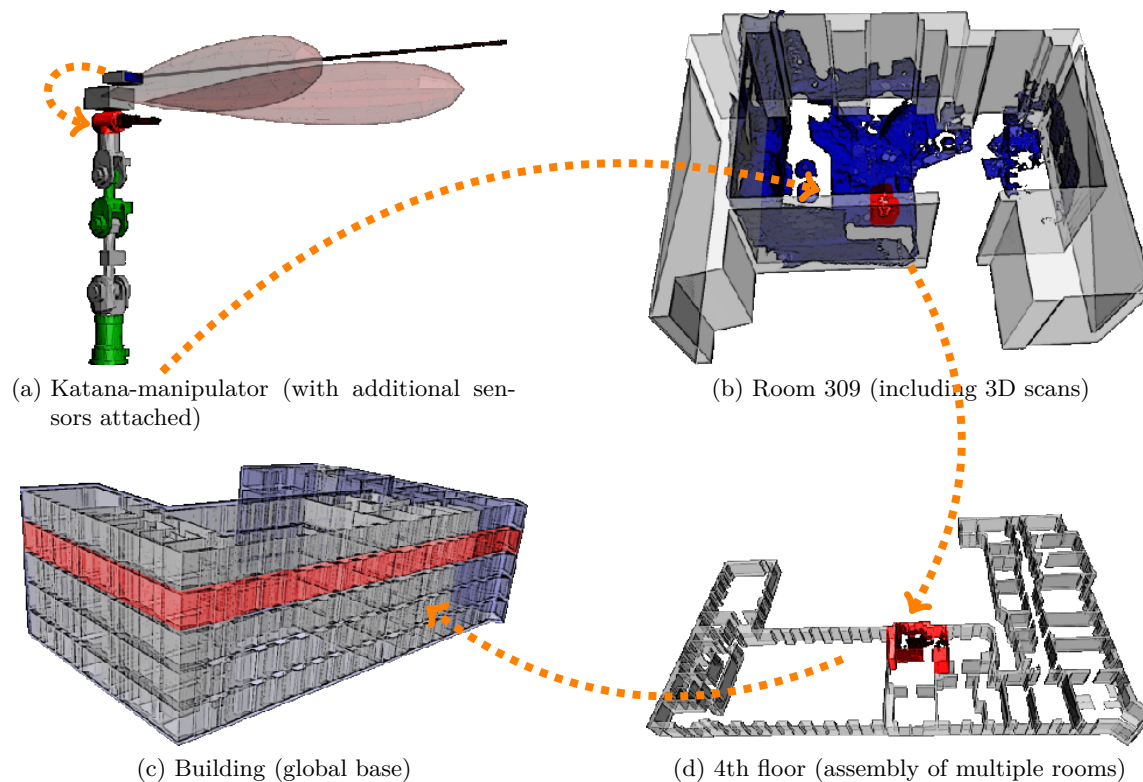 (a) Katana-manipulator (with additional sen-
sors attached)
(b) Room 309 (including 3D scans)
(c) Building (global base)
(d) 4th floor (assembly of multiple rooms)